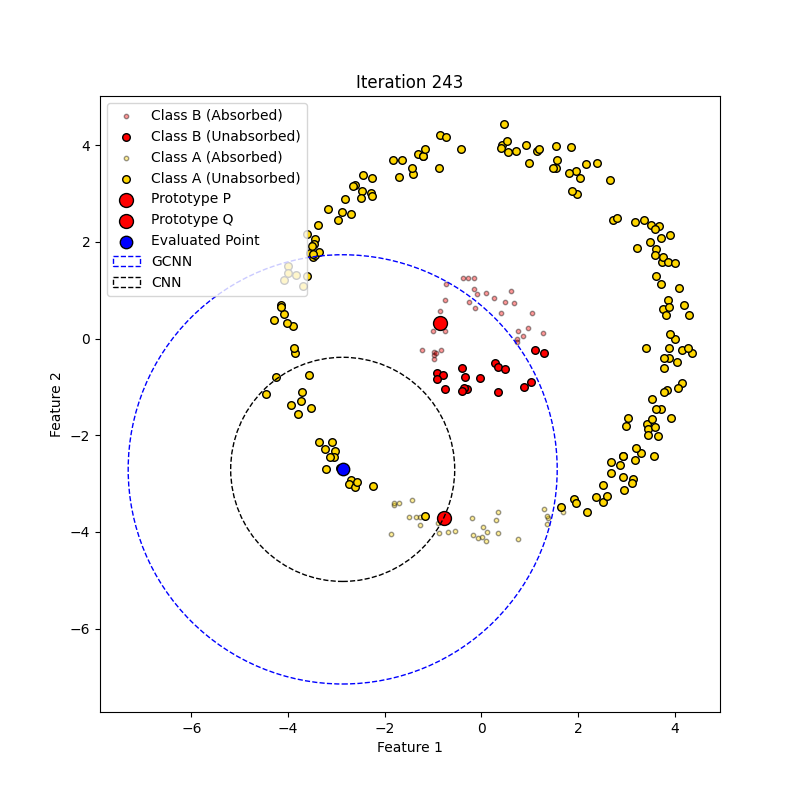 Iteration 243
Class B (Absorbed)
Class B (Unabsorbed)
Class A (Absorbed)
Class A (Unabsorbed)
Prototype P
Prototype Q
Evaluated Point
GCNN
CNN
4
2
0
−2
−4
−6
Feature 2
−6
−4
−2
0
2
4
Feature 1